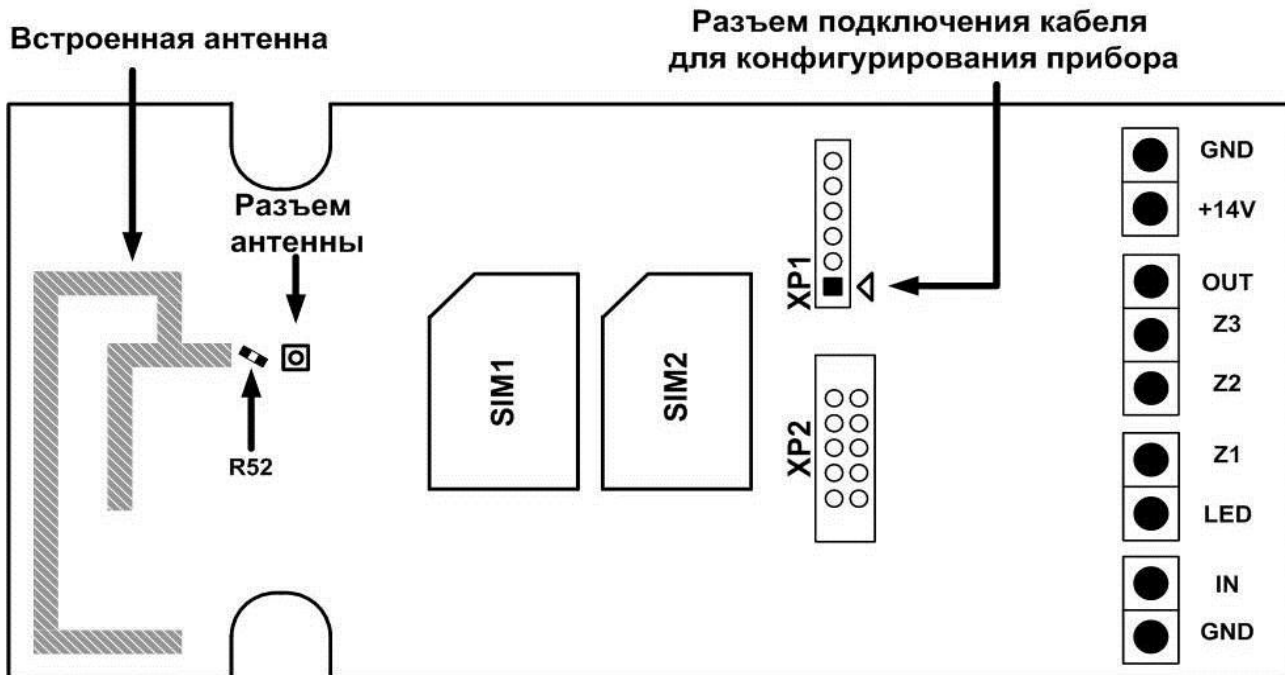 Встроенная антенна
Разъем подключения кабеля
для конфигурирования прибора
Разъем
антенны
R52
SIM1
SIM2
XP1
XP2
GND
+14V
OUT
Z3
Z2
Z1
LED
IN
GND